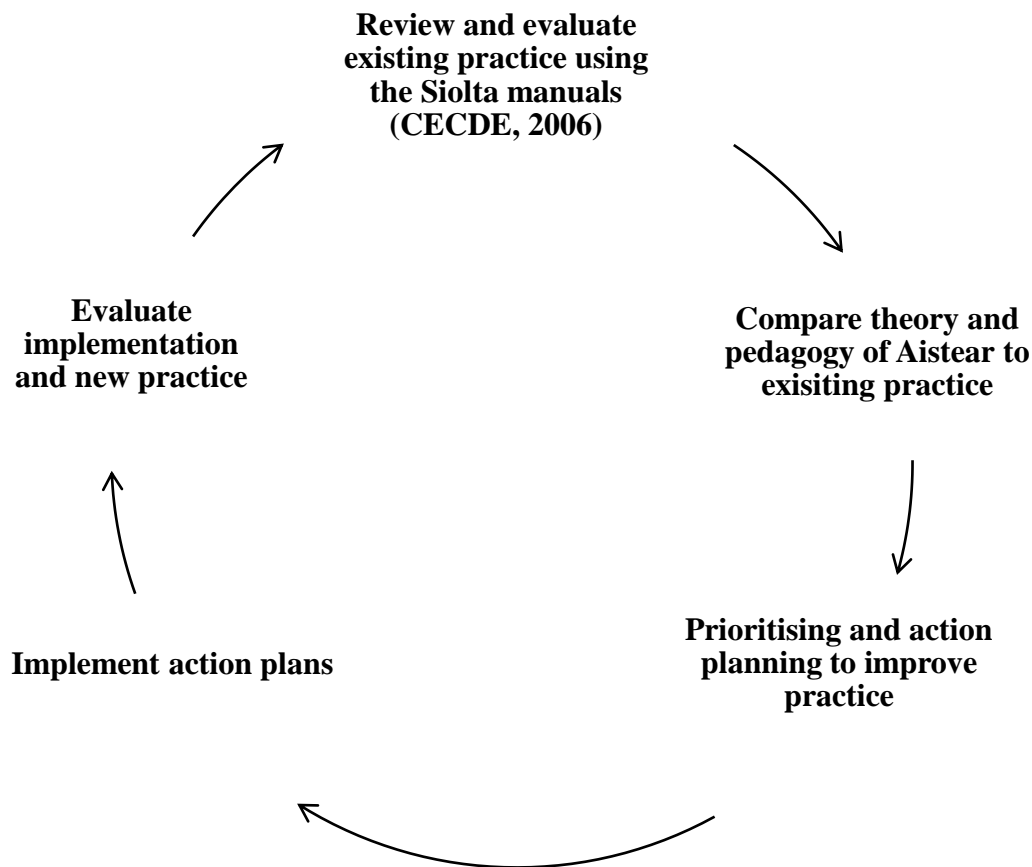 Review and evaluate
existing practice using
the Siolta manuals
(CECDE, 2006)
Compare theory and
pedagogy of Aistear to
exisiting practice
Prioritising and action
planning to improve
practice
Implement action plans
Evaluate
implementation
and new practice